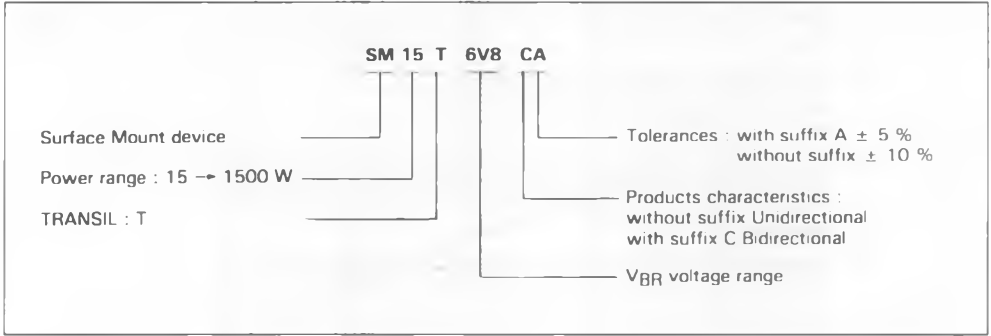 SM 15 T 6V8 CA
Surface Mount device
Power range : 15 → 1500 W
TRANSIL : T
Tolerances : with suffix A ± 5 %
without suffix ± 10 %
Products characteristics :
without suffix Unidirectional
with suffix C Bidirectional
VBR voltage range